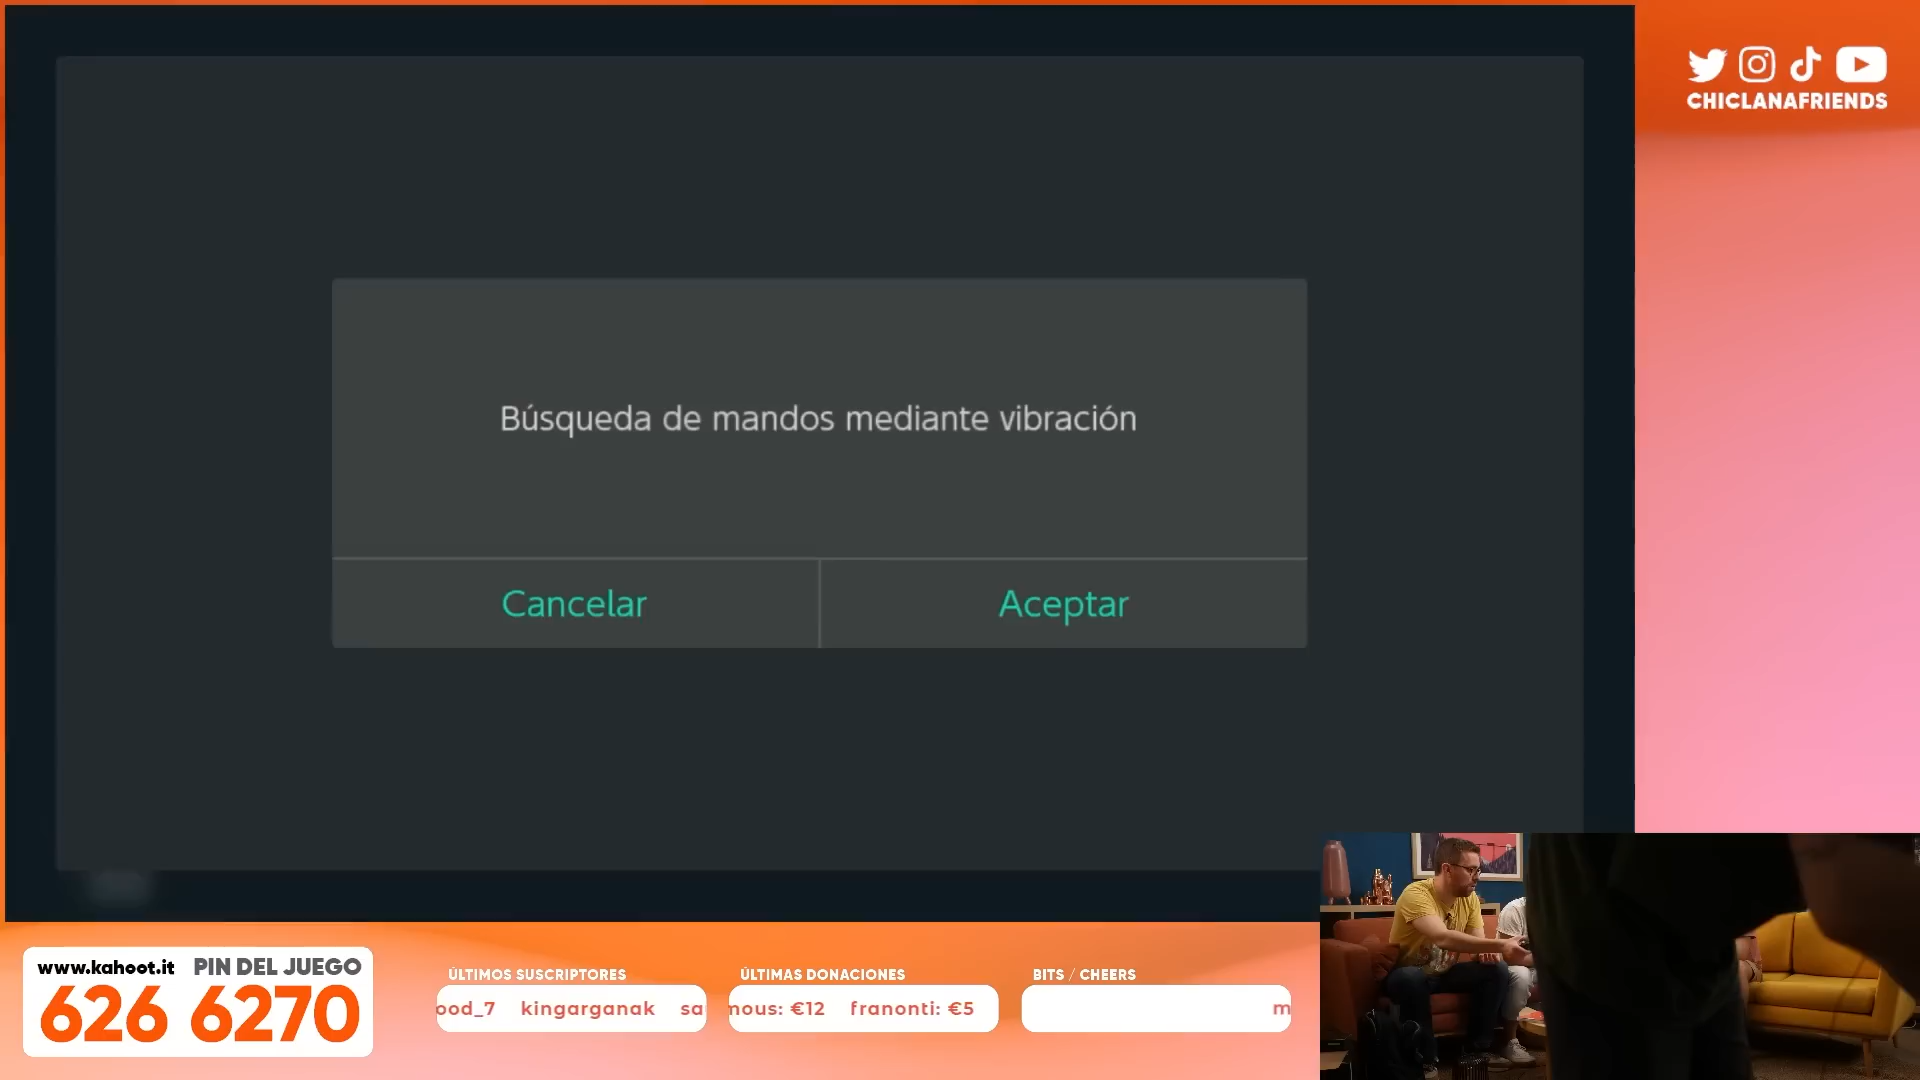 CHICLANAFRIENDS
Búsqueda de mandos mediante vibración
Cancelar
Aceptar
www.kahoot.it PIN DEL JUEGO
626 6270
ÚLTIMOS SUSCRIPTORES
ood_7 kingarganak sa
ÚLTIMAS DONACIONES
nous: €12 franonti: €5
BITS / CHEERS
m